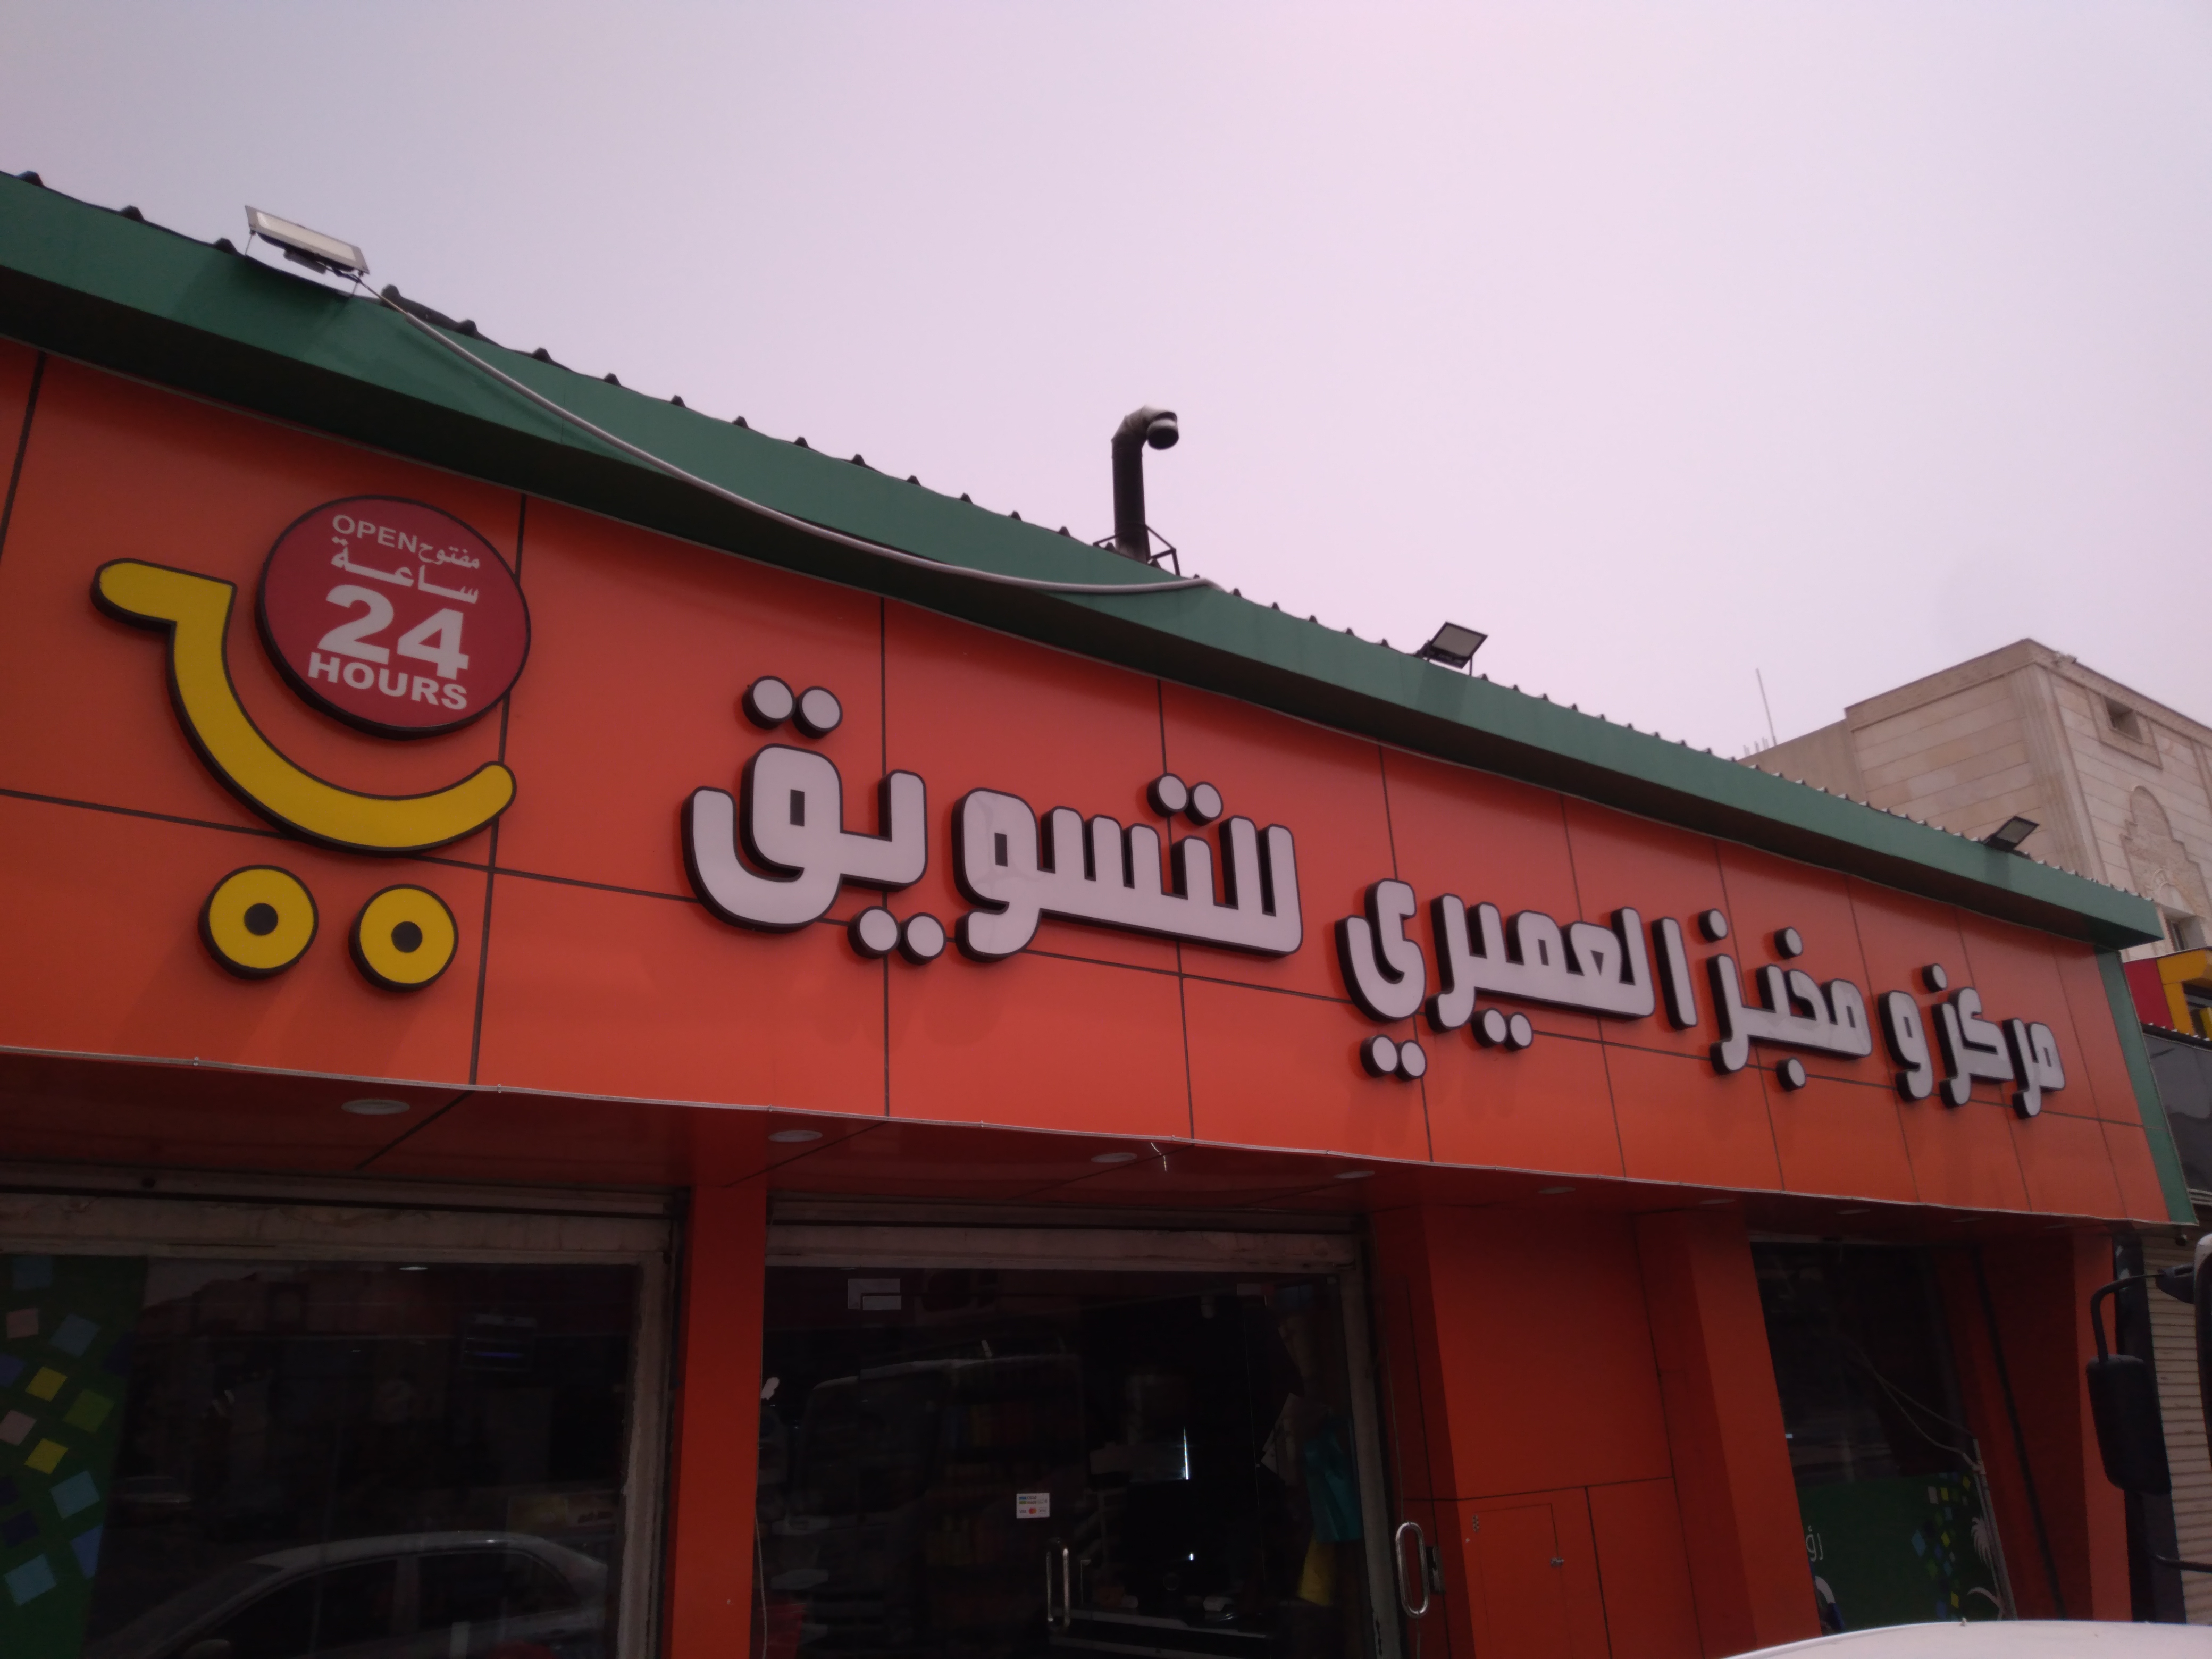 مركز و مخبز العميري للتسويق
OPEN مفتوح
ساعة
24
HOURS